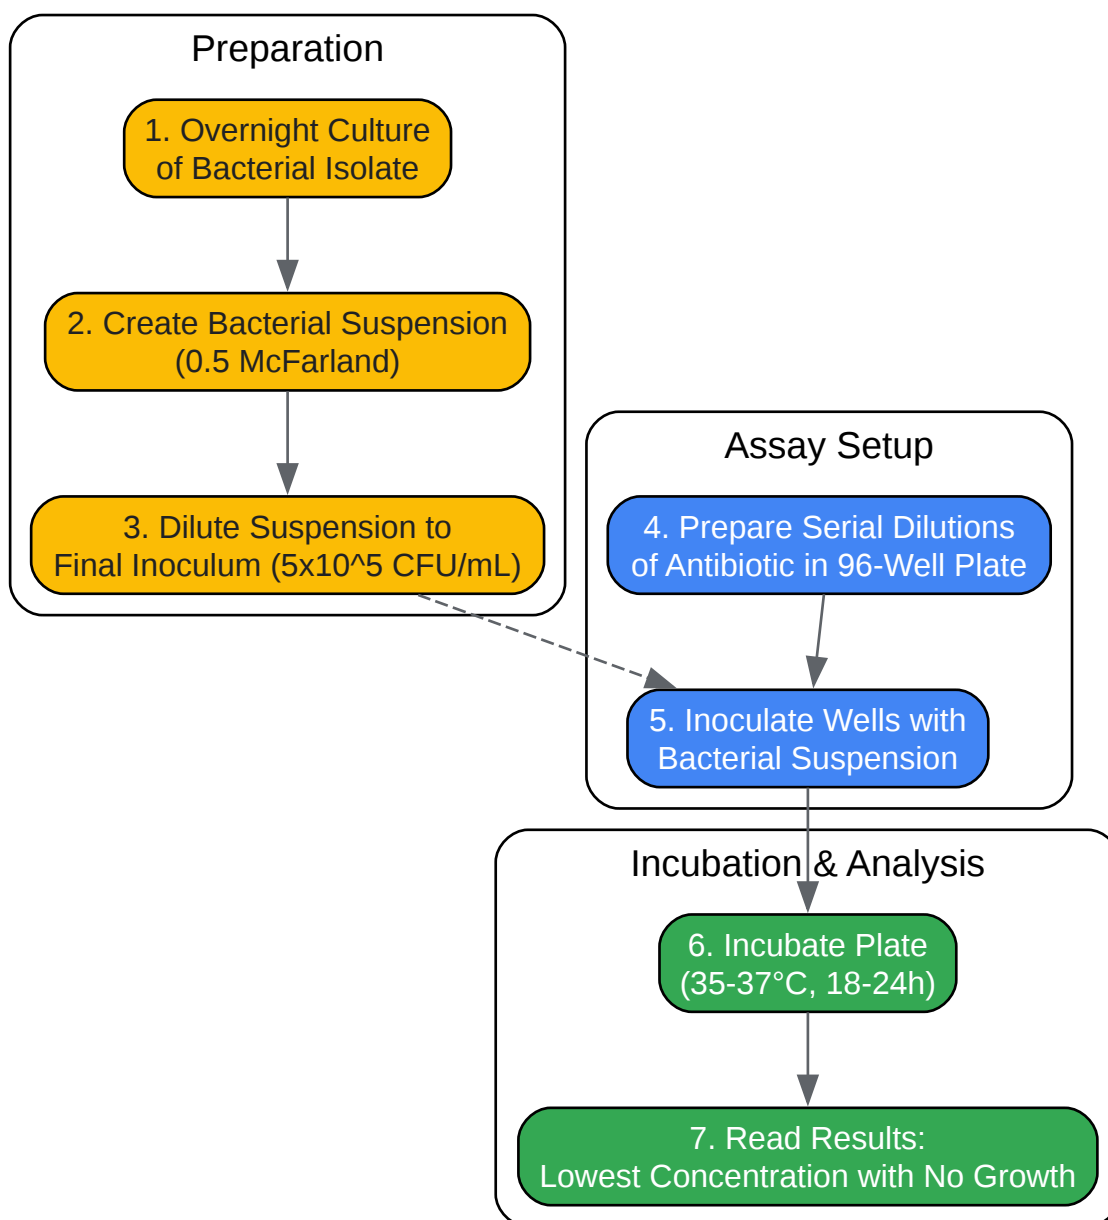 Preparation
1. Overnight Culture
of Bacterial Isolate
2. Create Bacterial Suspension
(0.5 McFarland)
3. Dilute Suspension to
Final Inoculum (5x10^5 CFU/mL)
Assay Setup
4. Prepare Serial Dilutions
of Antibiotic in 96-Well Plate
5. Inoculate Wells with
Bacterial Suspension
Incubation & Analysis
6. Incubate Plate
(35-37°C, 18-24h)
7. Read Results:
Lowest Concentration with No Growth